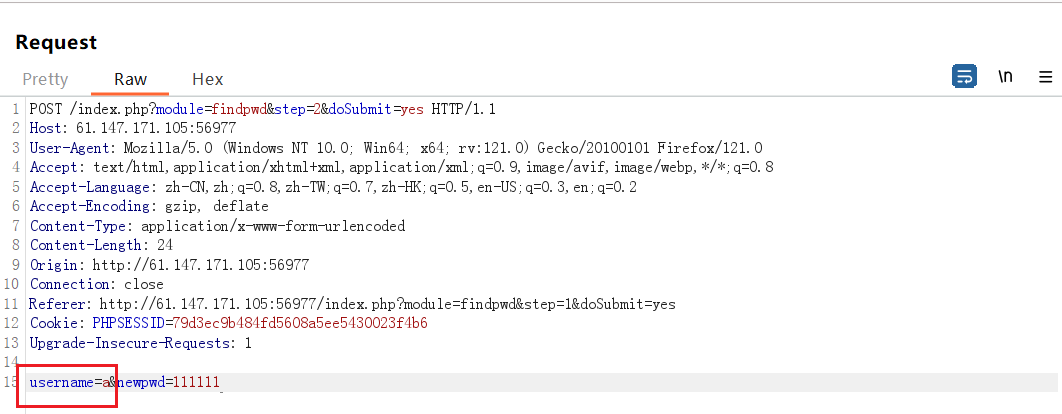 Request
Pretty Raw Hex \n
1 POST /index.php?module=findpwd&step=2&doSubmit=yes HTTP/1.1
2 Host: 61.147.171.105:56977
3 User-Agent: Mozilla/5.0 (Windows NT 10.0; Win64; x64; rv:121.0) Gecko/20100101 Firefox/121.0
4 Accept: text/html,application/xhtml+xml,application/xml;q=0.9,image/avif,image/webp,*/*;q=0.8
5 Accept-Language: zh-CN,zh;q=0.8,zh-TW;q=0.7,zh-HK;q=0.5,en-US;q=0.3,en;q=0.2
6 Accept-Encoding: gzip, deflate
7 Content-Type: application/x-www-form-urlencoded
8 Content-Length: 24
9 Origin: http://61.147.171.105:56977
10 Connection: close
11 Referer: http://61.147.171.105:56977/index.php?module=findpwd&step=1&doSubmit=yes
12 Cookie: PHPSESSID=79d3ec9b484fd5608a5ee5430023f4b6
13 Upgrade-Insecure-Requests: 1
14
15 username=a&newpwd=111111